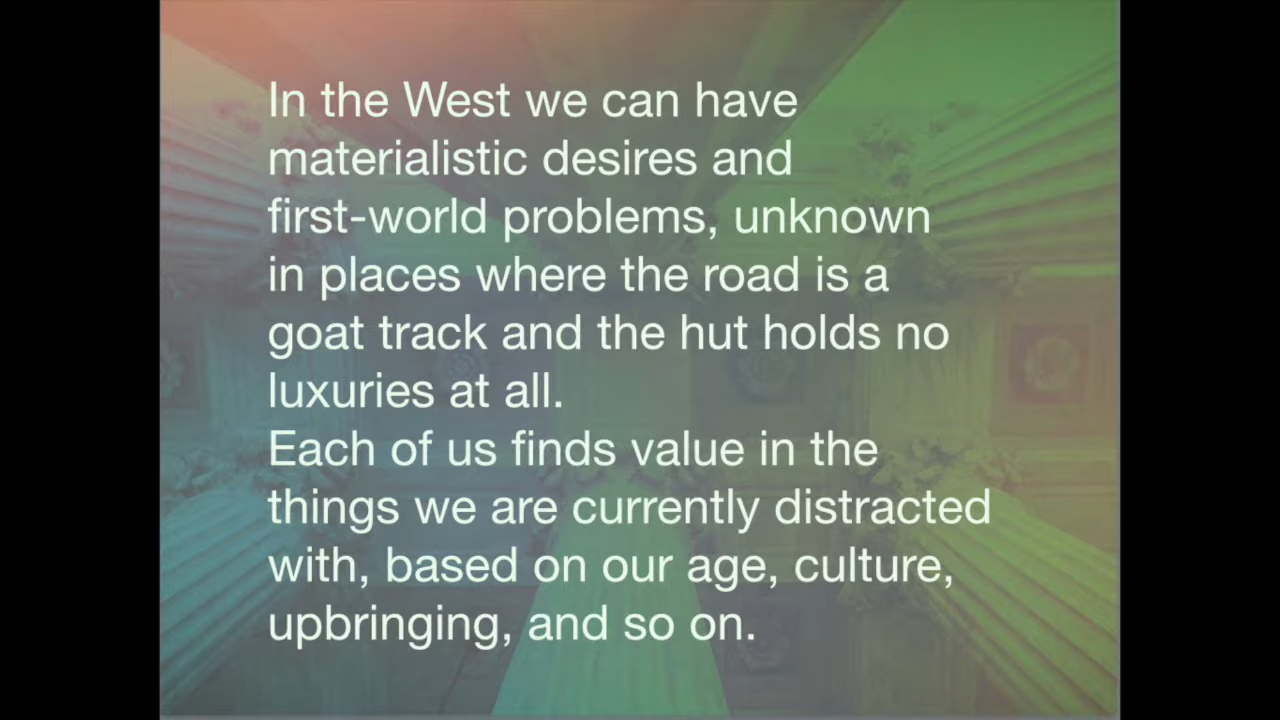 In the West we can have
materialistic desires and
first-world problems, unknown
in places where the road is a
goat track and the hut holds no
luxuries at all.
Each of us finds value in the
things we are currently distracted
with, based on our age, culture,
upbringing, and so on.